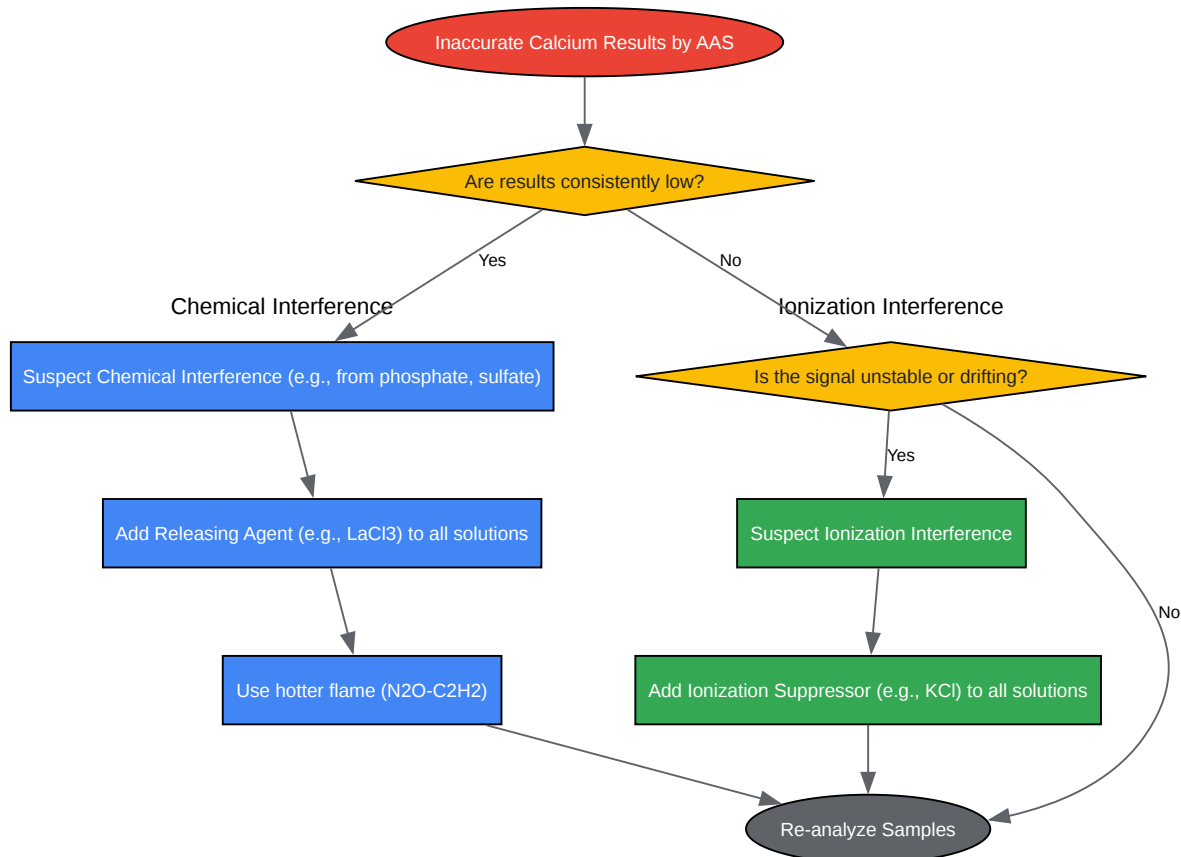 Inaccurate Calcium Results by AAS
Are results consistently low?
Yes
No
Chemical Interference
Ionization Interference
Suspect Chemical Interference (e.g., from phosphate, sulfate)
Is the signal unstable or drifting?
Yes
Add Releasing Agent (e.g., LaCl3) to all solutions
Suspect Ionization Interference
No
Use hotter flame (N2O-C2H2)
Add Ionization Suppressor (e.g., KCl) to all solutions
Re-analyze Samples